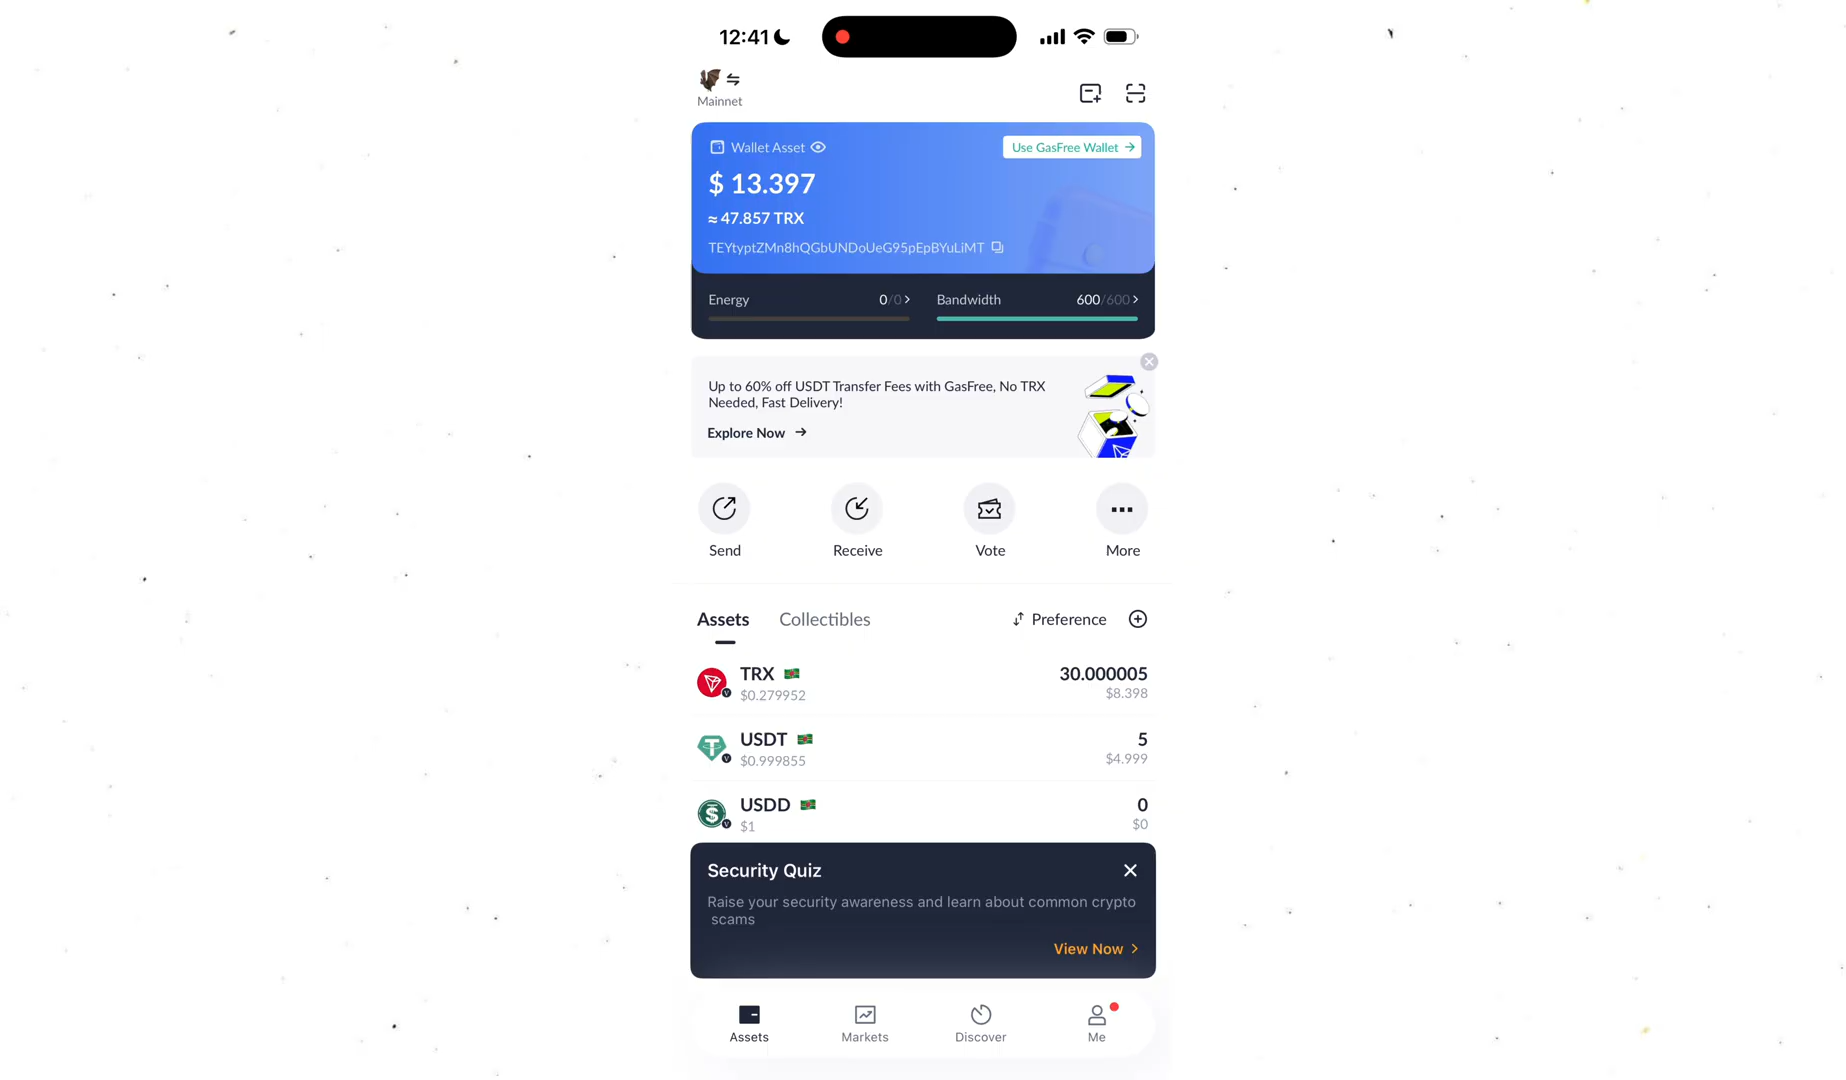 12:41
Mainnet
Wallet Asset
Use GasFree Wallet
$ 13.397
≈ 47.857 TRX
TEYtyptZMn8hQGbUNDoUeG95pEpBYuLiMT
Energy 0/0
Bandwidth 600/600
Up to 60% off USDT Transfer Fees with GasFree, No TRX
Needed, Fast Delivery!
Explore Now
Send Receive Vote More
Assets Collectibles Preference
TRX 30.000005
$0.279952 $8.398
USDT 5
$0.999855 $4.999
USDD 0
$1 $0
Security Quiz
Raise your security awareness and learn about common crypto
scams
View Now
Assets Markets Discover Me